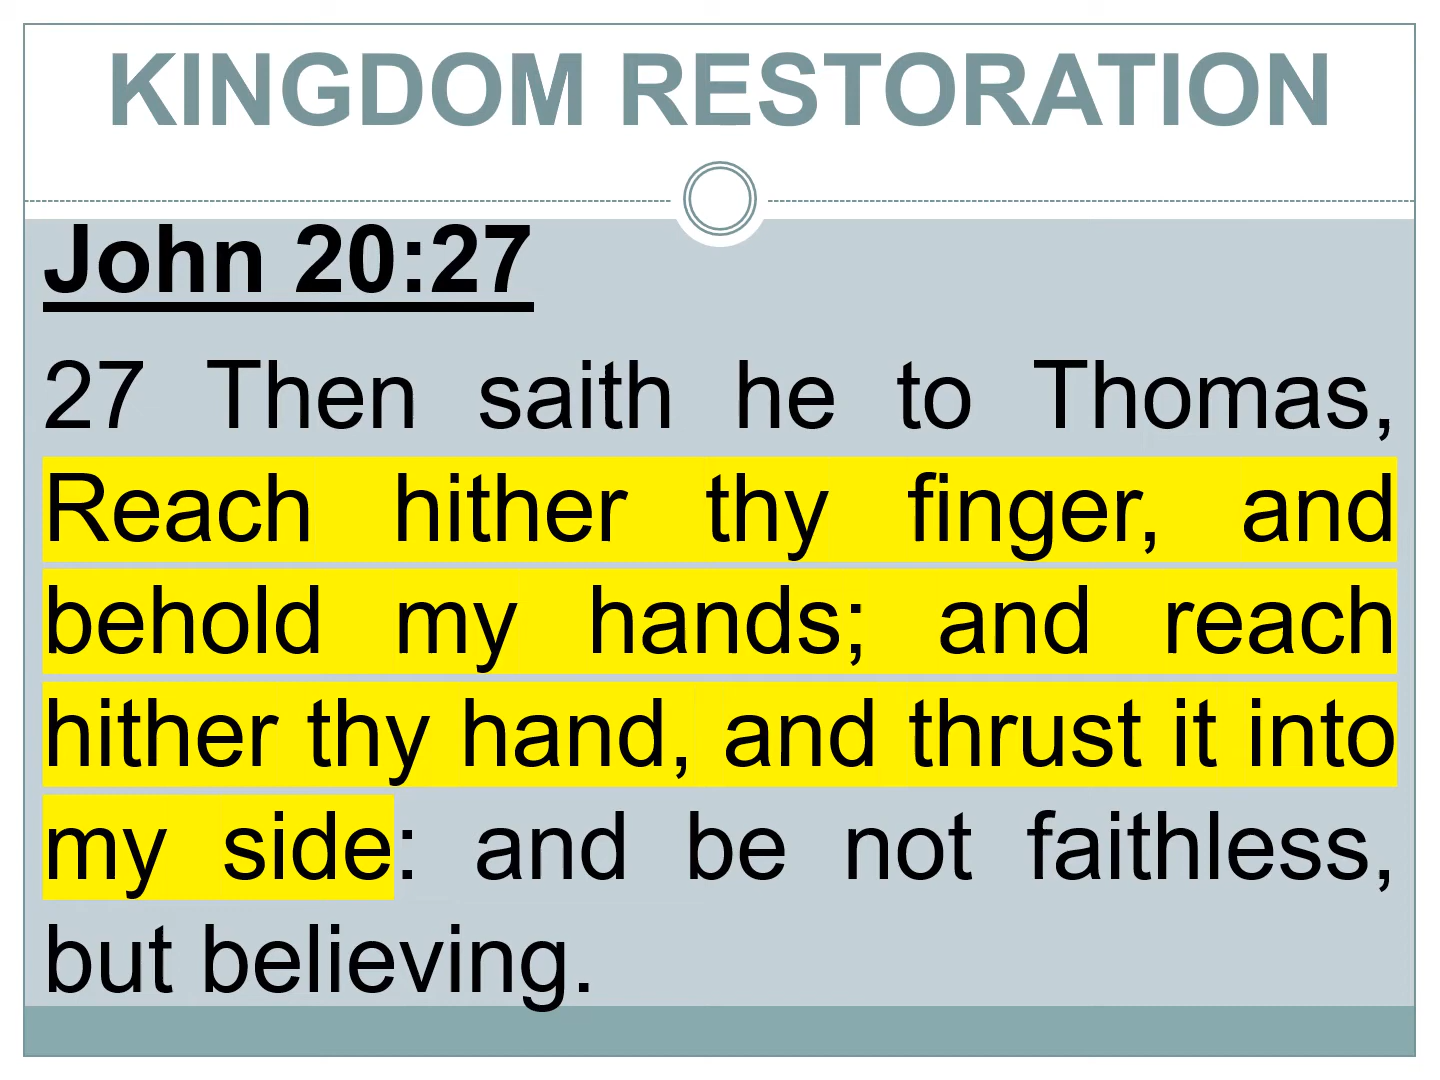 KINGDOM RESTORATION
John 20:27
27 Then saith he to Thomas,
Reach hither thy finger, and
behold my hands; and reach
hither thy hand, and thrust it into
my side: and be not faithless,
but believing.